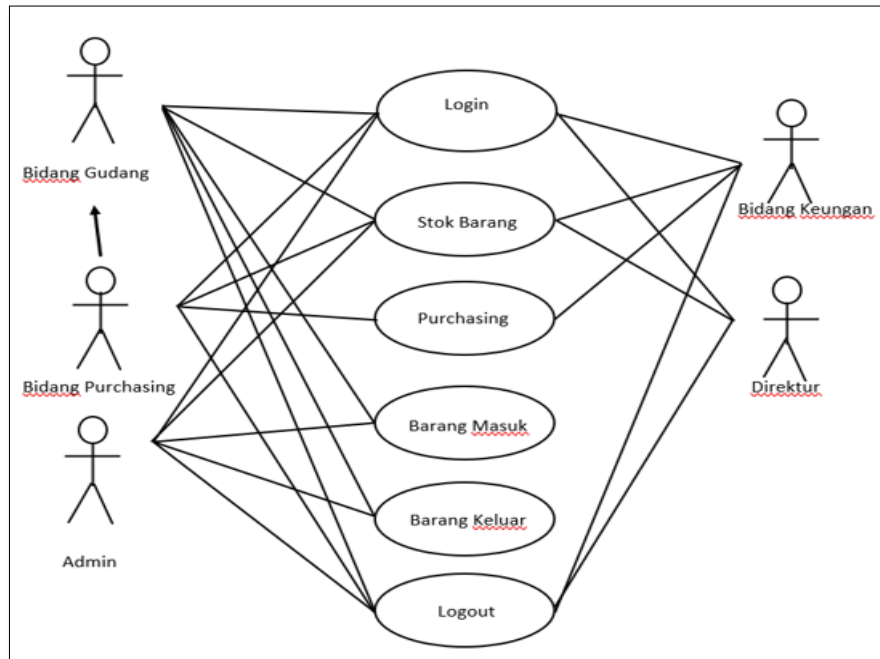 Bidang Gudang
Bidang Purchasing
Admin
Login
Stok Barang
Purchasing
Barang Masuk
Barang Keluar
Logout
Bidang Keungan
Direktur